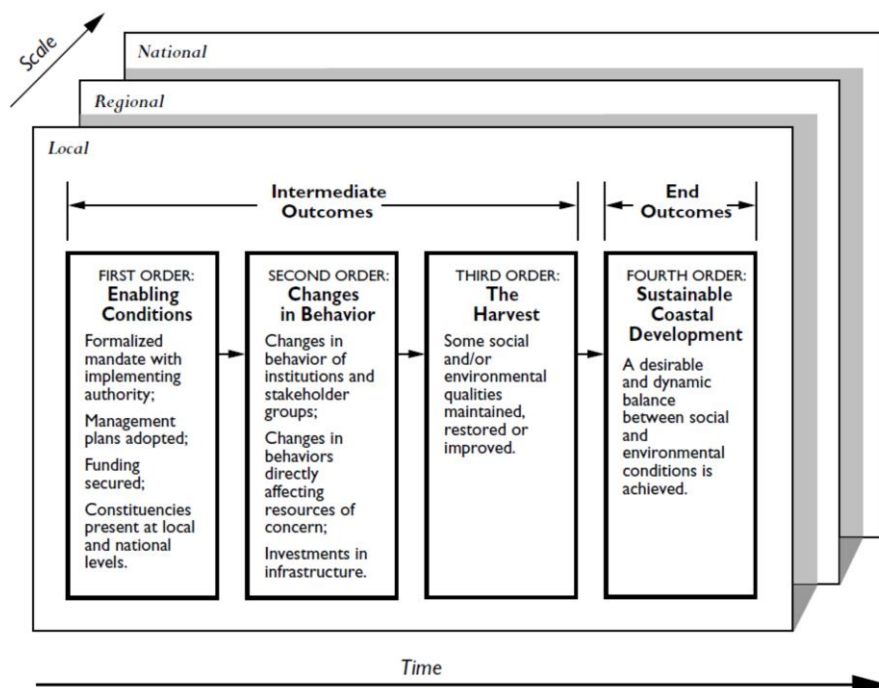 Scale
National
Regional
Local
Intermediate
Outcomes
End
Outcomes
FIRST ORDER:
Enabling
Conditions
Formalized
mandate with
implementing
authority;
Management
plans adopted;
Funding
secured;
Constituencies
present at local
and national
levels.
SECOND ORDER:
Changes
in Behavior
Changes in
behavior of
institutions and
stakeholder
groups;
Changes in
behaviors
directly
affecting
resources of
concern;
Investments in
infrastructure.
THIRD ORDER:
The
Harvest
Some social
and/or
environmental
qualities
maintained,
restored or
improved.
FOURTH ORDER:
Sustainable
Coastal
Development
A desirable
and dynamic
balance
between social
and
environmental
conditions is
achieved.
Time